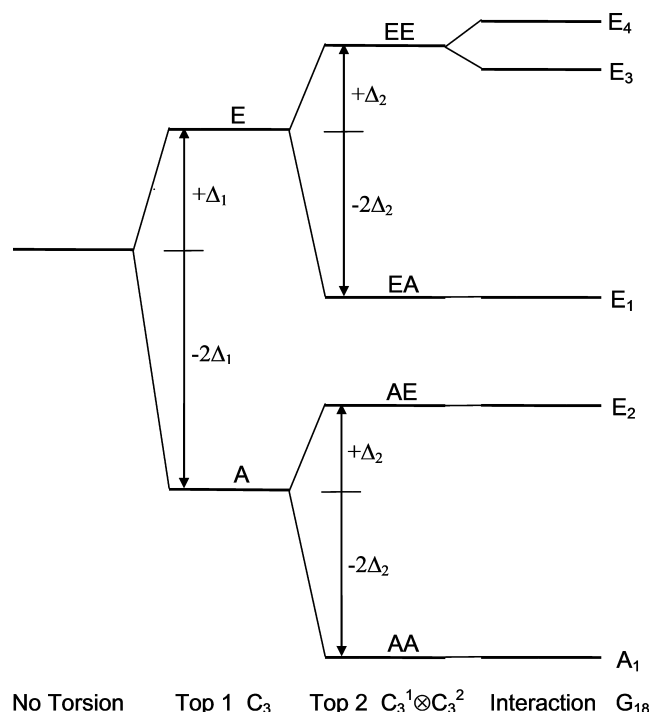 E₄
EE
E₃
+Δ₂
E
+Δ₁
-2Δ₂
EA
E₁
-2Δ₁
AE
E₂
+Δ₂
A
-2Δ₂
AA
A₁
No Torsion Top 1 C₃ Top 2 C₃¹⊗C₃² Interaction G₁₈